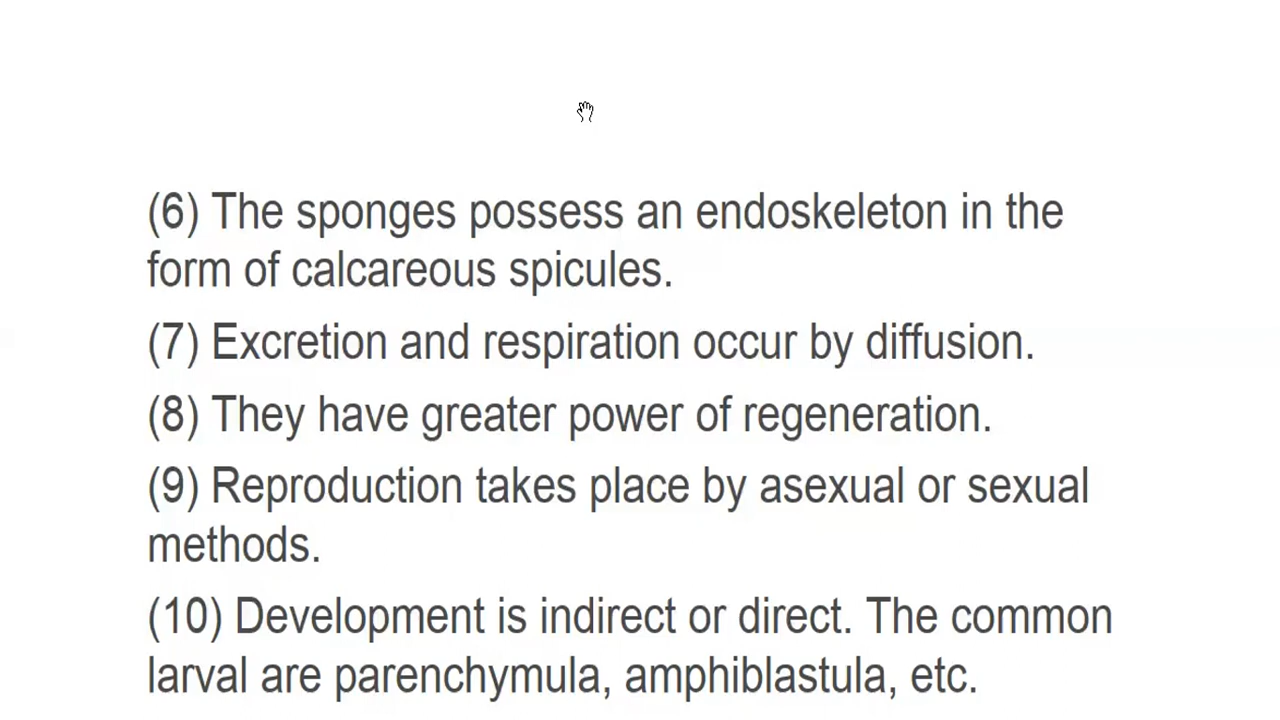 (6) The sponges possess an endoskeleton in the
form of calcareous spicules.
(7) Excretion and respiration occur by diffusion.
(8) They have greater power of regeneration.
(9) Reproduction takes place by asexual or sexual
methods.
(10) Development is indirect or direct. The common
larval are parenchymula, amphiblastula, etc.